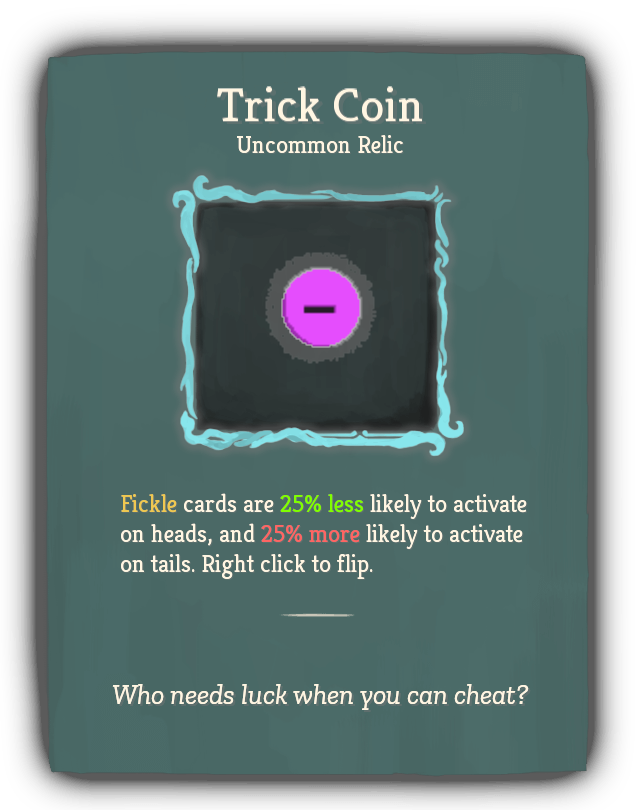 Trick Coin
Uncommon Relic
Fickle cards are 25% less likely to activate
on heads, and 25% more likely to activate
on tails. Right click to flip.
Who needs luck when you can cheat?